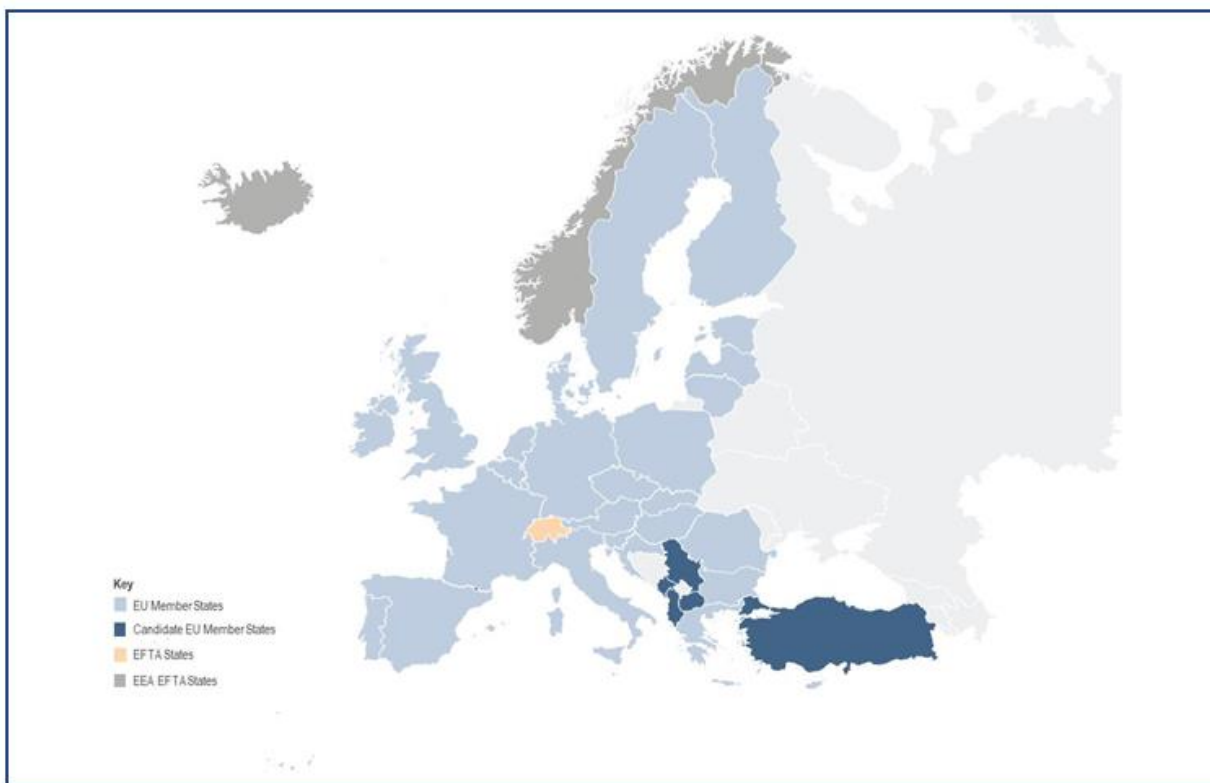 Key
EU Member States
Candidate EU Member States
EFTA States
EEA EFTA States